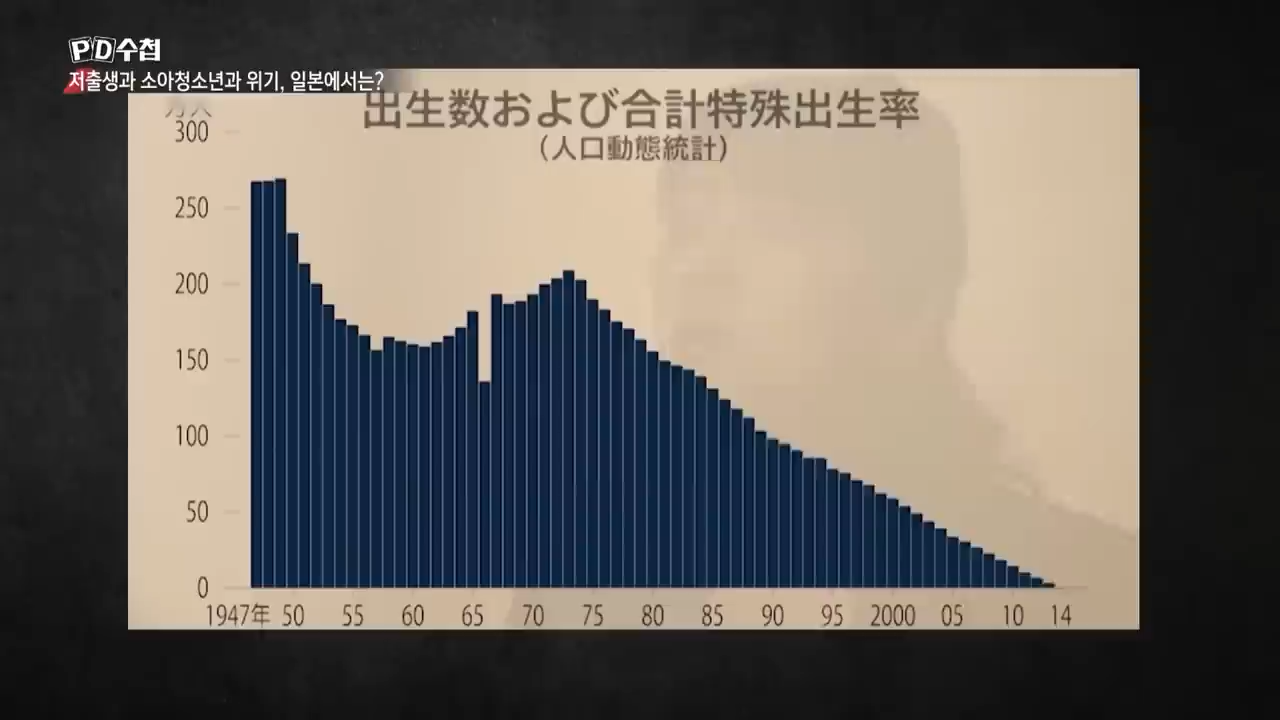 PD수첩
저출생과 소아청소년과 위기, 일본에서는?
出生数および合計特殊出生率
（人口動態統計）
万人
300
250
200
150
100
50
0
1947年 50 55 60 65 70 75 80 85 90 95 2000 05 10 14